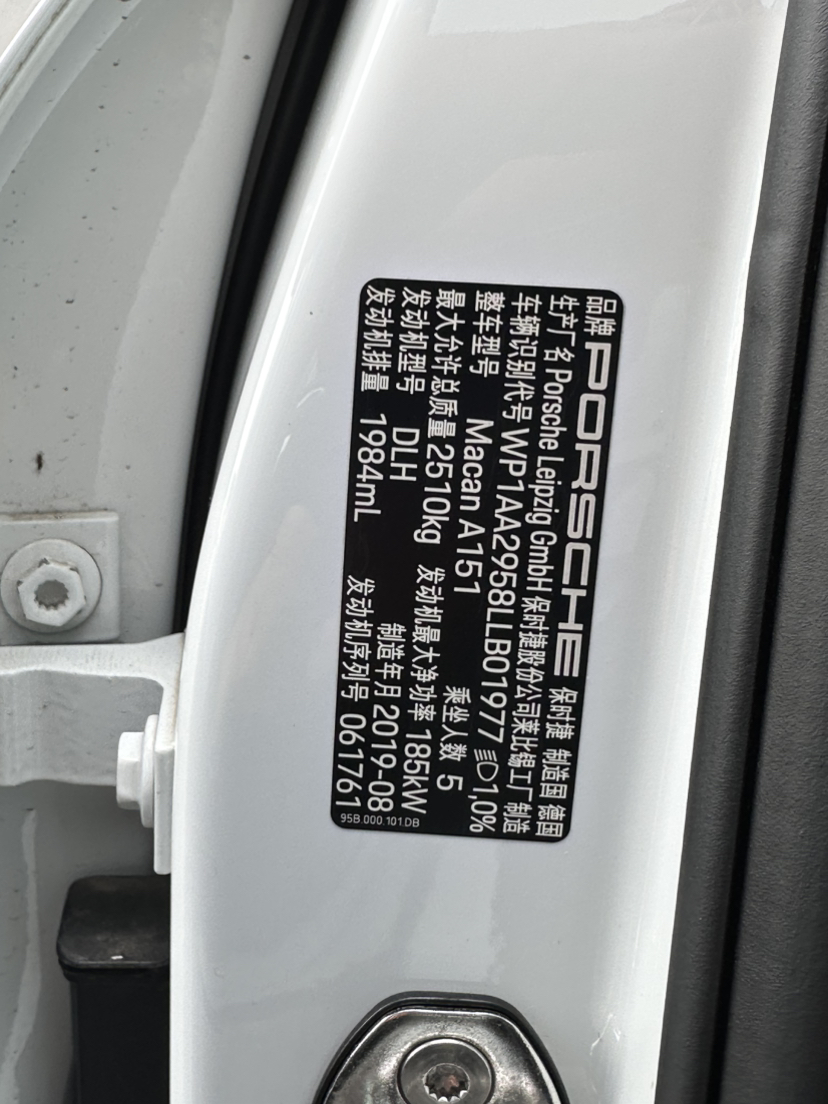 品牌 PORSCHE 保时捷 制造国 德国
生产厂名 Porsche Leipzig GmbH 保时捷股份公司莱比锡工厂制造
车辆识别代号 WP1AA2958LLB01977 1,0%
整车型号 Macan A151 乘坐人数 5
最大允许总质量 2510kg 发动机最大净功率 185kW
发动机型号 DLH 制造年月 2019-08
发动机排量 1984mL 发动机序列号 061761
95B.000.101.DB